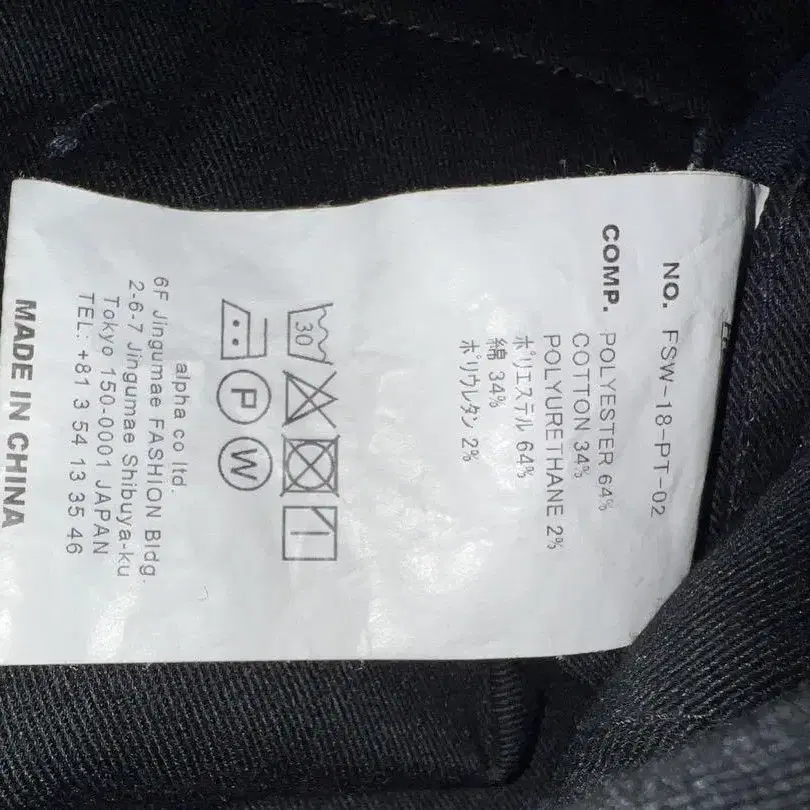 NO. FSW-18-PT-02
COMP. POLYESTER 64%
COTTON 34%
POLYURETHANE 2%
ポリエステル 64%
綿 34%
ポリウレタン 2%
30
P W
alpha co ltd.
6F Jingumae FASHION Bldg.
2-6-7 Jingumae Shibuya-ku
Tokyo 150-0001 JAPAN
TEL: +81 3 54 13 35 46
MADE IN CHINA